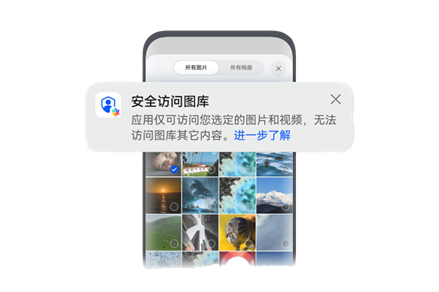 所有图片 所有相册
安全访问图库
应用仅可访问您选定的图片和视频，无法
访问图库其它内容。进一步了解